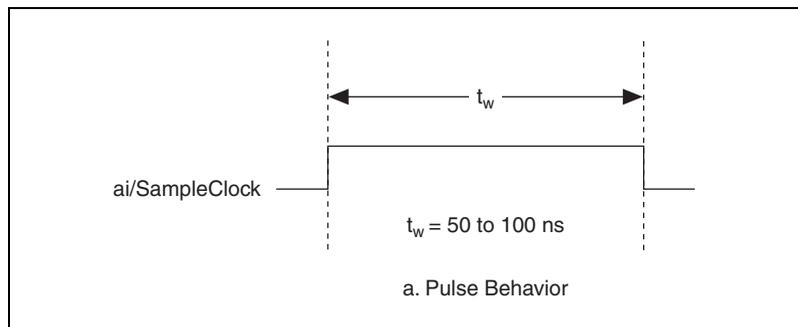 tw
ai/SampleClock
tw = 50 to 100 ns
a. Pulse Behavior